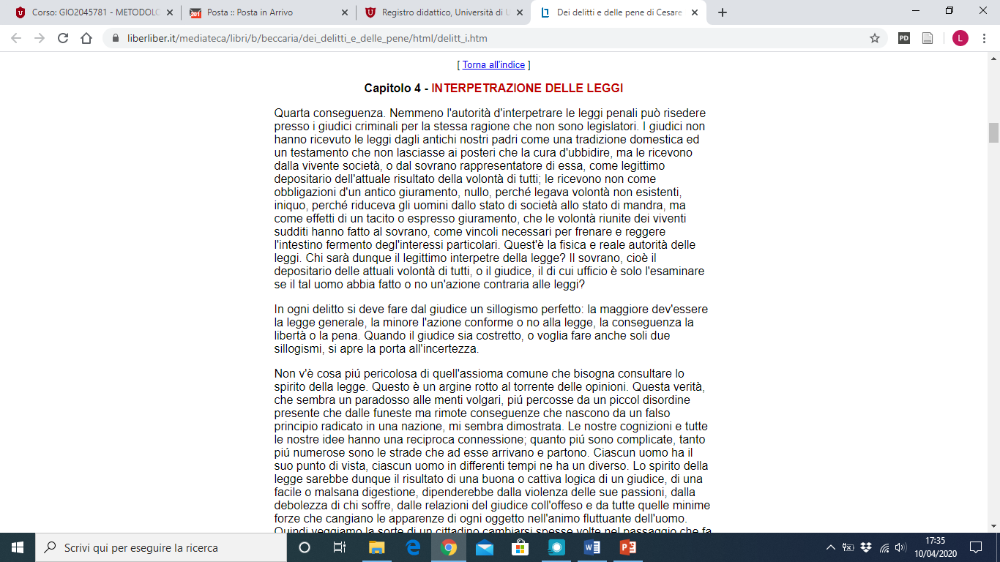 Corso: GIO2045781 - METODOLO
201
Posta :: Posta in Arrivo
Registro didattico, Università di U
Dei delitti e delle pene di Cesare
liberliber.it/mediateca/libri/b/beccaria/dei_delitti_e_delle_pene/html/delitt_i.htm
PD
L
[ Torna all'indice ]
Capitolo 4 - INTERPETRAZIONE DELLE LEGGI
Quarta conseguenza. Nemmeno l'autorità d'interpetrare le leggi penali può risedere
presso i giudici criminali per la stessa ragione che non sono legislatori. I giudici non
hanno ricevuto le leggi dagli antichi nostri padri come una tradizione domestica ed
un testamento che non lasciasse ai posteri che la cura d'ubbidire, ma le ricevono
dalla vivente società, o dal sovrano rappresentatore di essa, come legittimo
depositario dell'attuale risultato della volontà di tutti; le ricevono non come
obbligazioni d'un antico giuramento, nullo, perché legava volontà non esistenti,
iniquo, perché riduceva gli uomini dallo stato di società allo stato di mandra, ma
come effetti di un tacito o espresso giuramento, che le volontà riunite dei viventi
sudditi hanno fatto al sovrano, come vincoli necessari per frenare e reggere
l'intestino fermento degl'interessi particolari. Quest'è la fisica e reale autorità delle
leggi. Chi sarà dunque il legittimo interpetre della legge? Il sovrano, cioè il
depositario delle attuali volontà di tutti, o il giudice, il di cui ufficio è solo l'esaminare
se il tal uomo abbia fatto o no un'azione contraria alle leggi?
In ogni delitto si deve fare dal giudice un sillogismo perfetto: la maggiore dev'essere
la legge generale, la minore l'azione conforme o no alla legge, la conseguenza la
libertà o la pena. Quando il giudice sia costretto, o voglia fare anche soli due
sillogismi, si apre la porta all'incertezza.
Non v'è cosa piú pericolosa di quell'assioma comune che bisogna consultare lo
spirito della legge. Questo è un argine rotto al torrente delle opinioni. Questa verità,
che sembra un paradosso alle menti volgari, piú percosse da un piccol disordine
presente che dalle funeste ma rimote conseguenze che nascono da un falso
principio radicato in una nazione, mi sembra dimostrata. Le nostre cognizioni e tutte
le nostre idee hanno una reciproca connessione; quanto piú sono complicate, tanto
piú numerose sono le strade che ad esse arrivano e partono. Ciascun uomo ha il
suo punto di vista, ciascun uomo in differenti tempi ne ha un diverso. Lo spirito della
legge sarebbe dunque il risultato di una buona o cattiva logica di un giudice, di una
facile o malsana digestione, dipenderebbe dalla violenza delle sue passioni, dalla
debolezza di chi soffre, dalle relazioni del giudice coll'offeso e da tutte quelle minime
forze che cangiano le apparenze di ogni oggetto nell'animo fluttuante dell'uomo.
Quindi veggiamo la sorte di un cittadino cambiarsi spesse volte nel passaggio che fa
Scrivi qui per eseguire la ricerca
17:35
10/04/2020